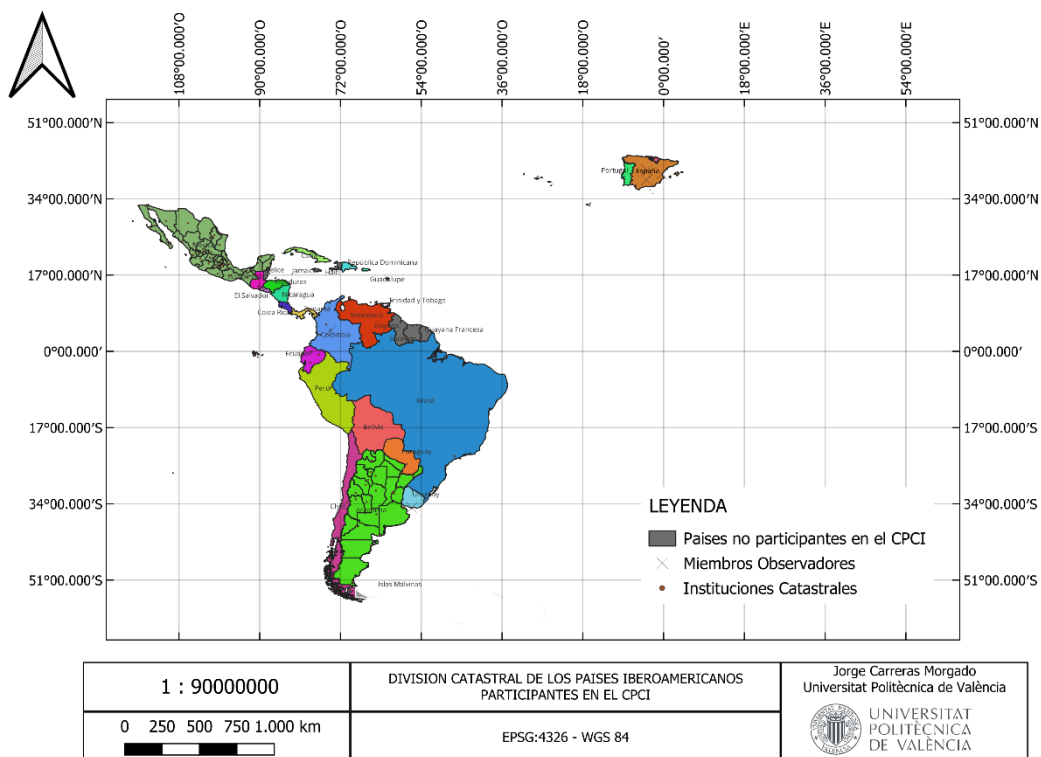 108°00.000'O
90°00.000'O
72°00.000'O
54°00.000'O
36°00.000'O
18°00.000'O
0°00.000'
18°00.000'E
36°00.000'E
54°00.000'E
51°00.000'N
51°00.000'N
34°00.000'N
34°00.000'N
17°00.000'N
17°00.000'N
0°00.000'
0°00.000'
17°00.000'S
17°00.000'S
34°00.000'S
34°00.000'S
51°00.000'S
51°00.000'S
Portugal
España
República Dominicana
Jamaica
Guadalupe
El Salvador
Nicaragua
Costa Rica
Panamá
Trinidad y Tobago
Venezuela
Guayana Francesa
Colombia
Ecuador
Perú
Brasil
Bolivia
Paraguay
Uruguay
Argentina
Islas Malvinas
LEYENDA
Paises no participantes en el CPCI
Miembros Observadores
Instituciones Catastrales
1 : 90000000
0 250 500 750 1.000 km
DIVISION CATASTRAL DE LOS PAISES IBEROAMERICANOS
PARTICIPANTES EN EL CPCI
EPSG:4326 - WGS 84
Jorge Carreras Morgado
Universitat Politècnica de València
UNIVERSITAT
POLITÈCNICA
DE VALÈNCIA